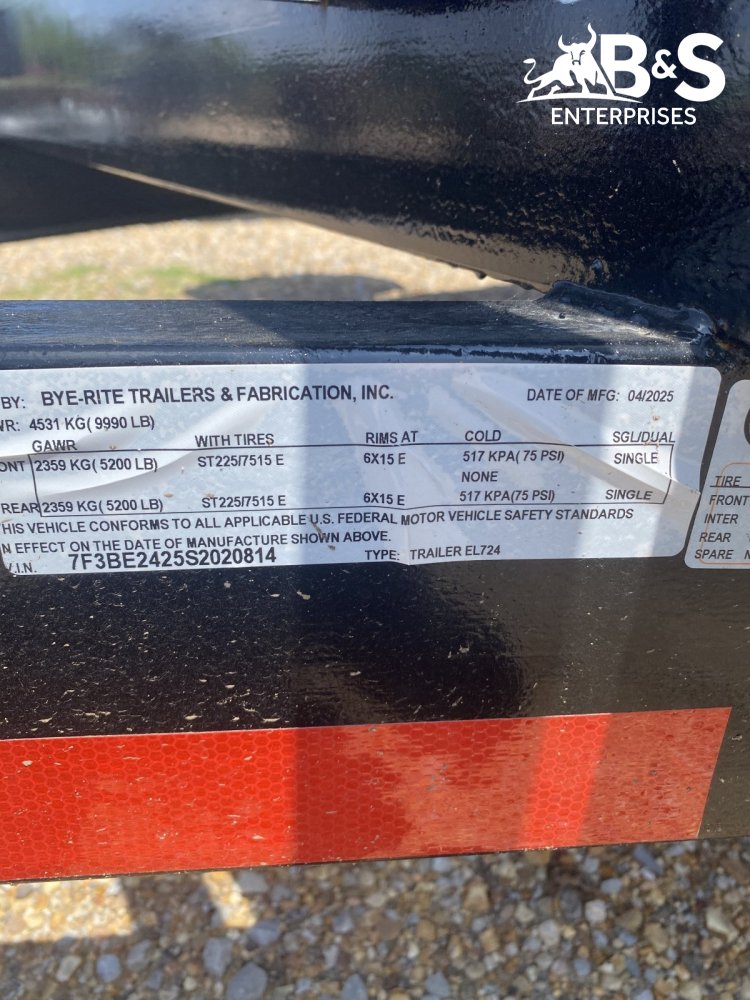 B&S
ENTERPRISES
BY: BYE-RITE TRAILERS & FABRICATION, INC. DATE OF MFG: 04/2025
WR: 4531 KG( 9990 LB)
GAWR WITH TIRES RIMS AT COLD SGL/DUAL
ONT 2359 KG( 5200 LB) ST225/7515 E 6X15 E 517 KPA( 75 PSI) SINGLE
NONE
REAR 2359 KG( 5200 LB) ST225/7515 E 6X15 E 517 KPA(75 PSI) SINGLE
HIS VEHICLE CONFORMS TO ALL APPLICABLE U.S. FEDERAL MOTOR VEHICLE SAFETY STANDARDS
N EFFECT ON THE DATE OF MANUFACTURE SHOWN ABOVE.
V.I.N. 7F3BE2425S2020814 TYPE: TRAILER EL724
TIRE
FRONT
INTER
REAR
SPARE